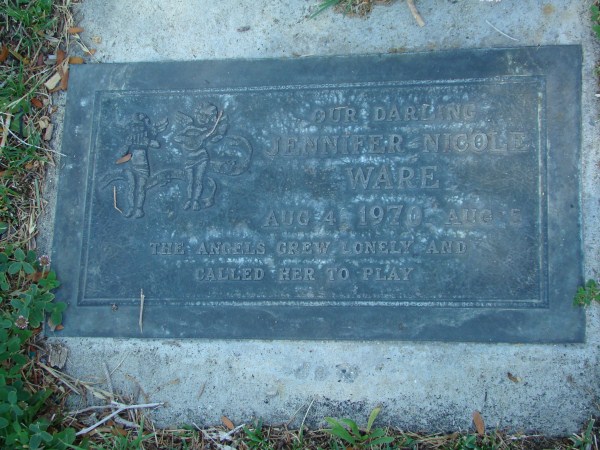 OUR DARLING
JENNIFER NICOLE
WARE
AUG 4, 1970 AUG 5
THE ANGELS GREW LONELY AND
CALLED HER TO PLAY